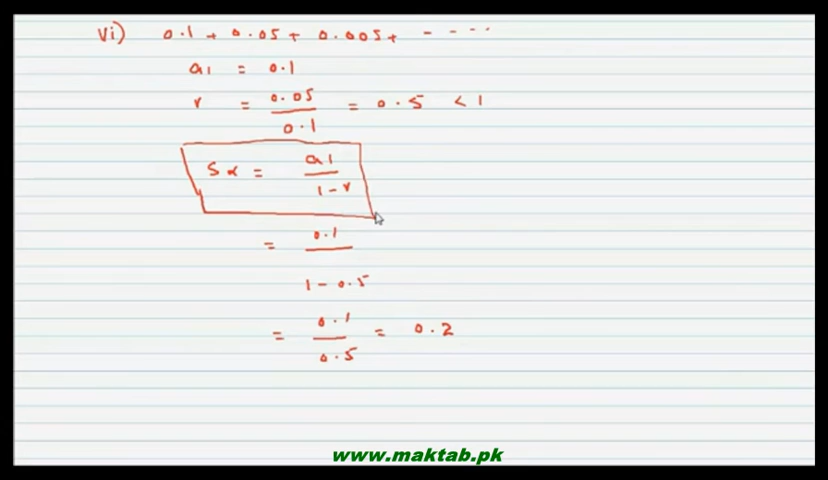 vi) 0.1 + 0.05 + 0.005 + - - - -
a1 = 0.1
r = 0.05 / 0.1 = 0.5 < 1
S∝ = a1 / 1 - r
= 0.1 / 1 - 0.5
= 0.1 / 0.5 = 0.2
www.maktab.pk